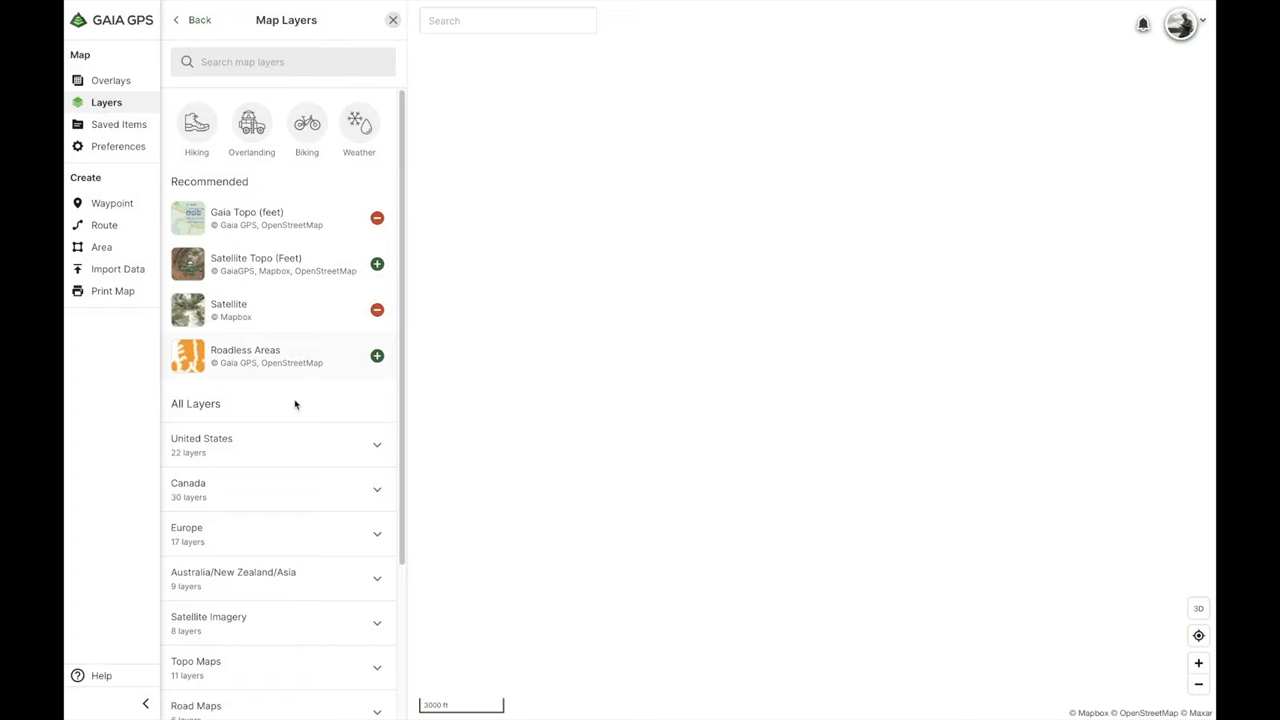 GAIA GPS
Back
Map Layers
Search
Map
Overlays
Layers
Saved Items
Preferences
Create
Waypoint
Route
Area
Import Data
Print Map
Help
Search map layers
Hiking
Overlanding
Biking
Weather
Recommended
Gaia Topo (feet)
© Gaia GPS, OpenStreetMap
Satellite Topo (Feet)
© GaiaGPS, Mapbox, OpenStreetMap
Satellite
© Mapbox
Roadless Areas
© Gaia GPS, OpenStreetMap
All Layers
United States
22 layers
Canada
30 layers
Europe
17 layers
Australia/New Zealand/Asia
9 layers
Satellite Imagery
8 layers
Topo Maps
11 layers
Road Maps
3D
3000 ft
© Mapbox © OpenStreetMap © Maxar